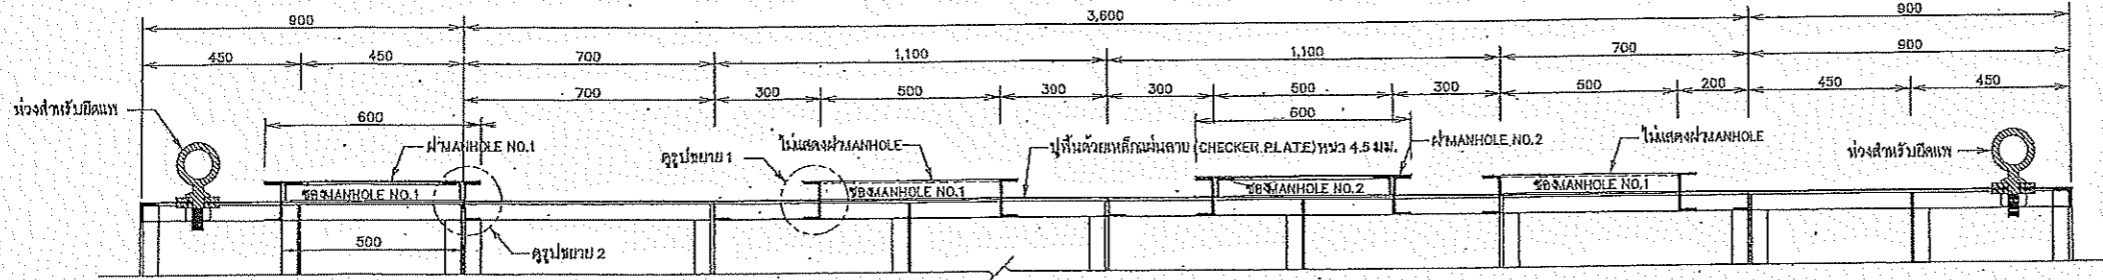 900 3,600 900
450 450 700 1,100 1,100 700 900
700 300 500 300 300 500 300 500 200 450 450
ห่วงสำหรับยึดแพ 600 600
ฝาMANHOLE NO.1 ดูรูปขยาย 1 ไม่แสดงฝาMANHOLE ปูพื้นด้วยเหล็กแผ่นลาย (CHECKER PLATE) หนา 4.5 มม. ฝาMANHOLE NO.2 ไม่แสดงฝาMANHOLE ห่วงสำหรับยึดแพ
ช่องMANHOLE NO.1 ช่องMANHOLE NO.1 ช่องMANHOLE NO.2 ช่องMANHOLE NO.1
500 ดูรูปขยาย 2